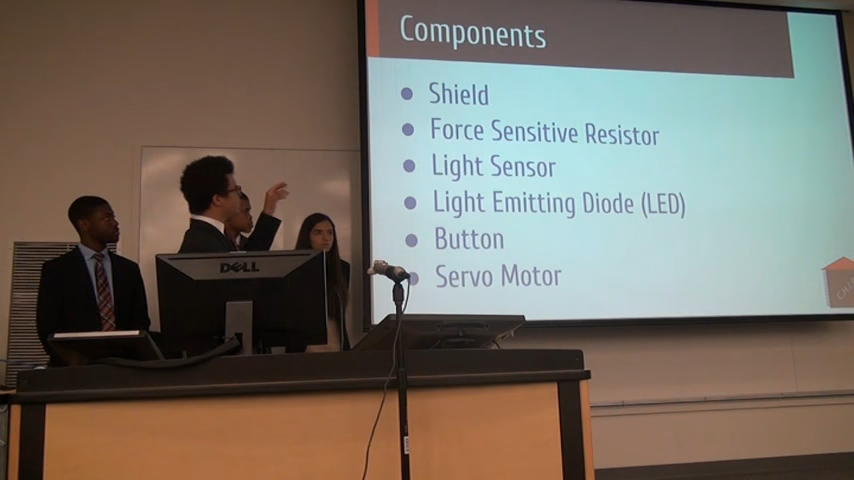 Components
Shield
Force Sensitive Resistor
Light Sensor
Light Emitting Diode (LED)
Button
Servo Motor
DELL